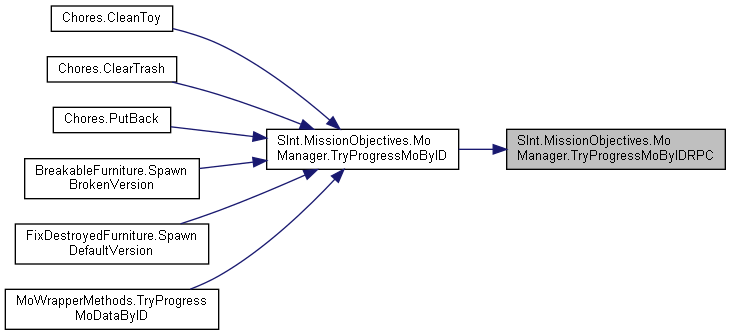 Chores.CleanToy
Chores.ClearTrash
Chores.PutBack
BreakableFurniture.Spawn
BrokenVersion
FixDestroyedFurniture.Spawn
DefaultVersion
MoWrapperMethods.TryProgress
MoDataByID
SInt.MissionObjectives.Mo
Manager.TryProgressMoByID
SInt.MissionObjectives.Mo
Manager.TryProgressMoByIDRPC